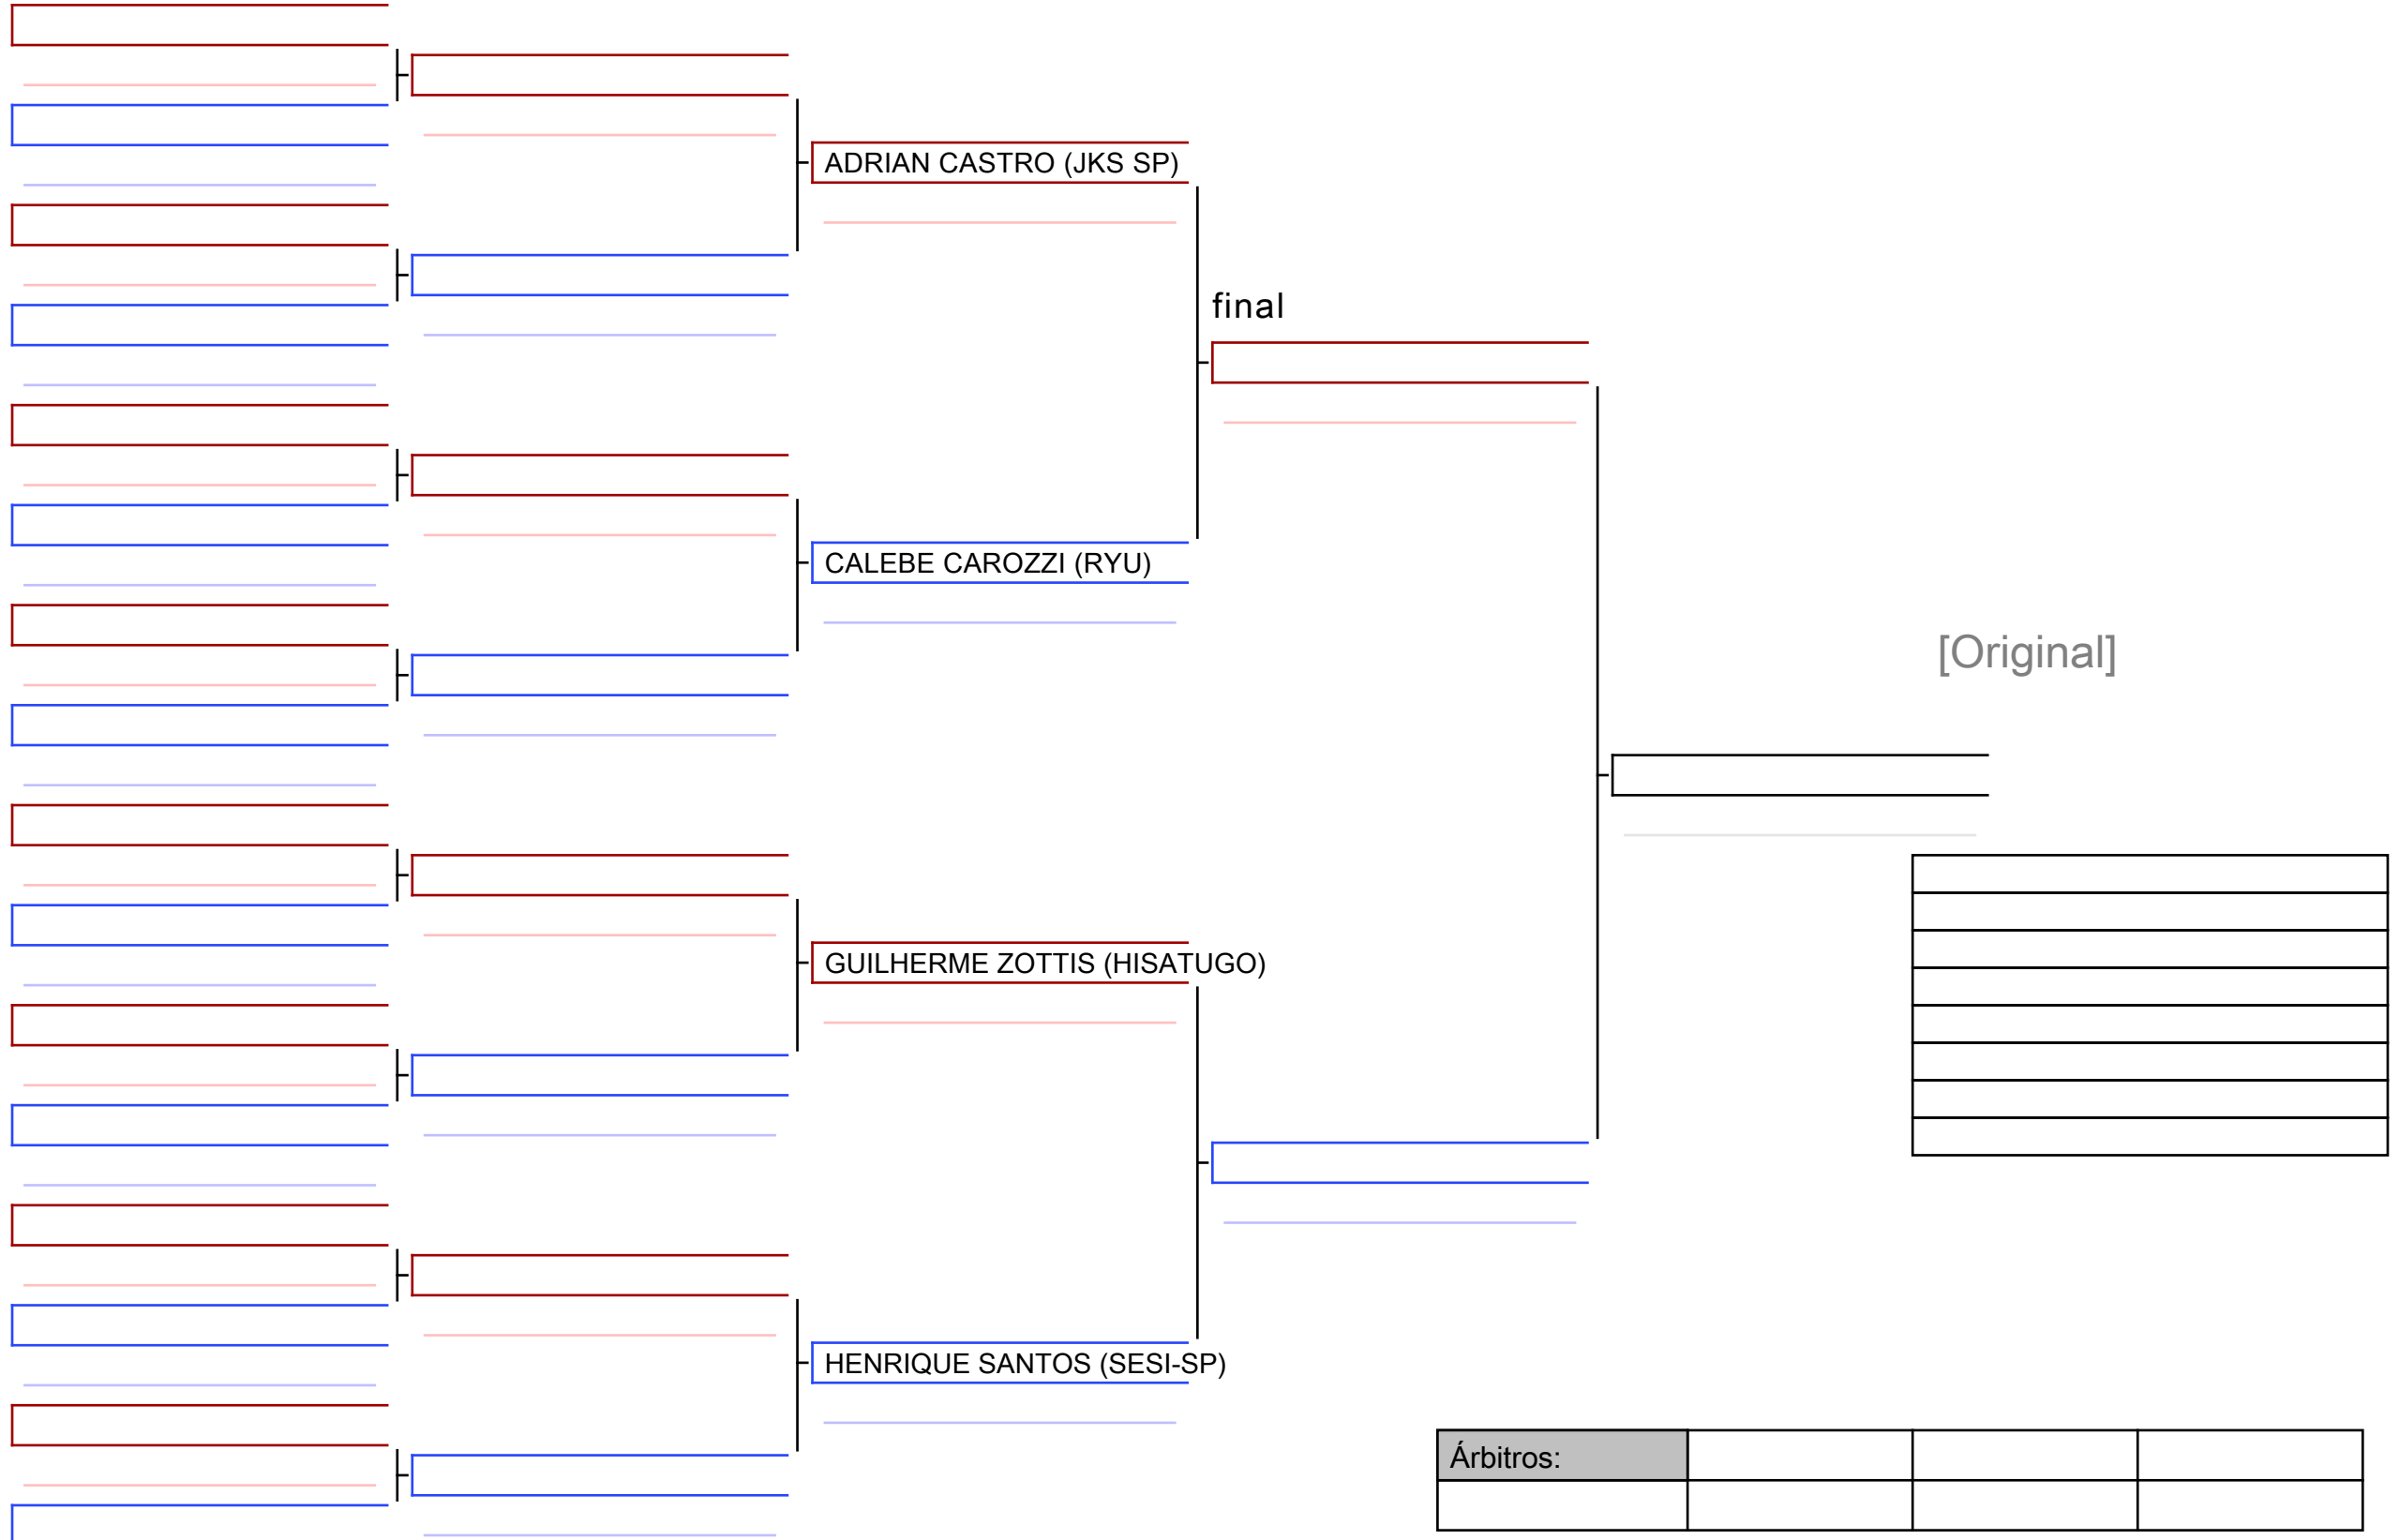 ADRIAN CASTRO (JKS SP)
final
CALEBE CAROZZI (RYU)
[Original]
GUILHERME ZOTTIS (HISATUGO)
HENRIQUE SANTOS (SESI-SP)
Árbitros: